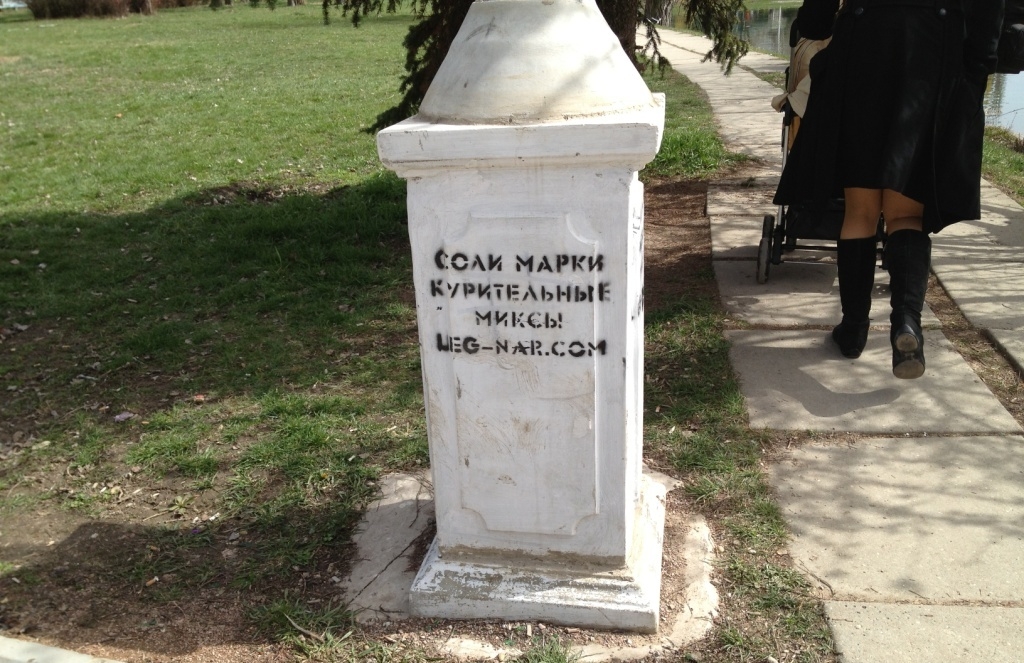 Соли марки
курительные
миксы
Leg-nar.com